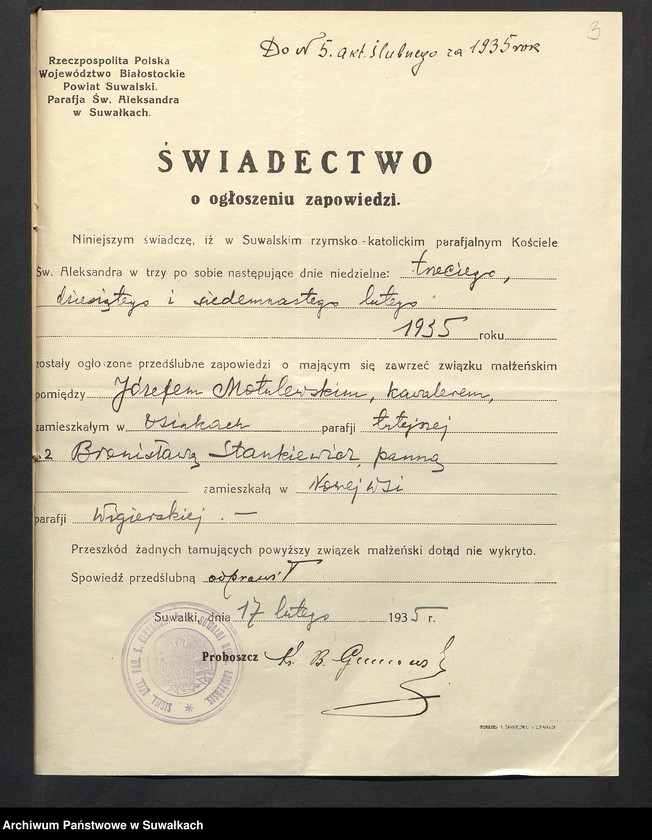 3
Do N 5. akt. ślubnego za 1935 rok
Rzeczpospolita Polska
Województwo Białostockie
Powiat Suwalski.
Parafja Św. Aleksandra
w Suwałkach.
ŚWIADECTWO
o ogłoszeniu zapowiedzi.
Niniejszym świadczę, iż w Suwalskim rzymsko-katolickim parafjalnym Kościele
Św. Aleksandra w trzy po sobie następujące dnie niedzielne: trzeciego,
dziesiątego i siedemnastego lutego
1935 roku
zostały ogłoszone przedślubne zapowiedzi o mającym się zawrzeć związku małżeńskim
pomiędzy Józefem Motulewskim, kawalerem,
zamieszkałym w Osinkach parafji tutejszej
z Bronisławą Stankiewicz, panną
zamieszkałą w Nowej Wsi
parafji Wigierskiej. —
Przeszkód żadnych tamujących powyższy związek małżeński dotąd nie wykryto.
Spowiedź przedślubną odprawił
Suwałki, dnia 17 lutego 1935 r.
Proboszcz Ks. B.
Archiwum Państwowe w Suwałkach